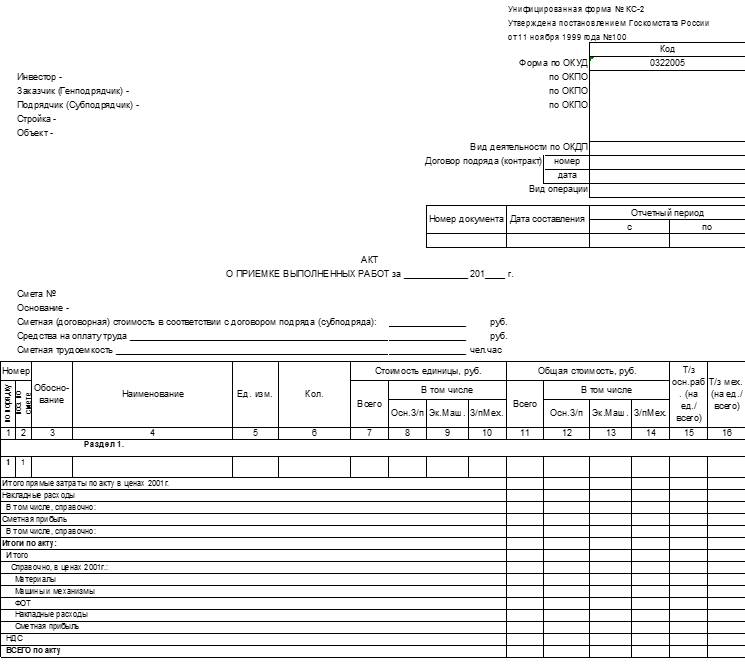 Унифицированная форма № КС-2
Утверждена постановлением Госкомстата России
от 11 ноября 1999 года №100
Код
Форма по ОКУД 0322005
Инвестор - по ОКПО
Заказчик (Генподрядчик) - по ОКПО
Подрядчик (Субподрядчик) - по ОКПО
Стройка -
Объект -
Вид деятельности по ОКДП
Договор подряда (контракт) номер
дата
Вид операции
Номер документа Дата составления Отчетный период
с по
АКТ
О ПРИЕМКЕ ВЫПОЛНЕННЫХ РАБОТ за _____________ 201____ г.
Смета №
Основание -
Сметная (договорная) стоимость в соответствии с договором подряда (субподряда): руб.
Средства на оплату труда руб.
Сметная трудоемкость чел.час
Номер Обосно-вание Наименование Ед. изм. Кол. Стоимость единицы, руб. Общая стоимость, руб. Т/з осн.раб. (на ед./всего) Т/з мех. (на ед./всего)
по порядку поз. по смете Всего В том числе Всего В том числе
Осн.З/п Эк.Маш. З/пМех. Осн.З/п Эк.Маш. З/пМех.
1 2 3 4 5 6 7 8 9 10 11 12 13 14 15 16
Раздел 1.
1 1
Итого прямые затраты по акту в ценах 2001г.
Накладные расходы
В том числе, справочно:
Сметная прибыль
В том числе, справочно:
Итоги по акту:
Итого
Справочно, в ценах 2001г.:
Материалы
Машины и механизмы
ФОТ
Накладные расходы
Сметная прибыль
НДС
ВСЕГО по акту